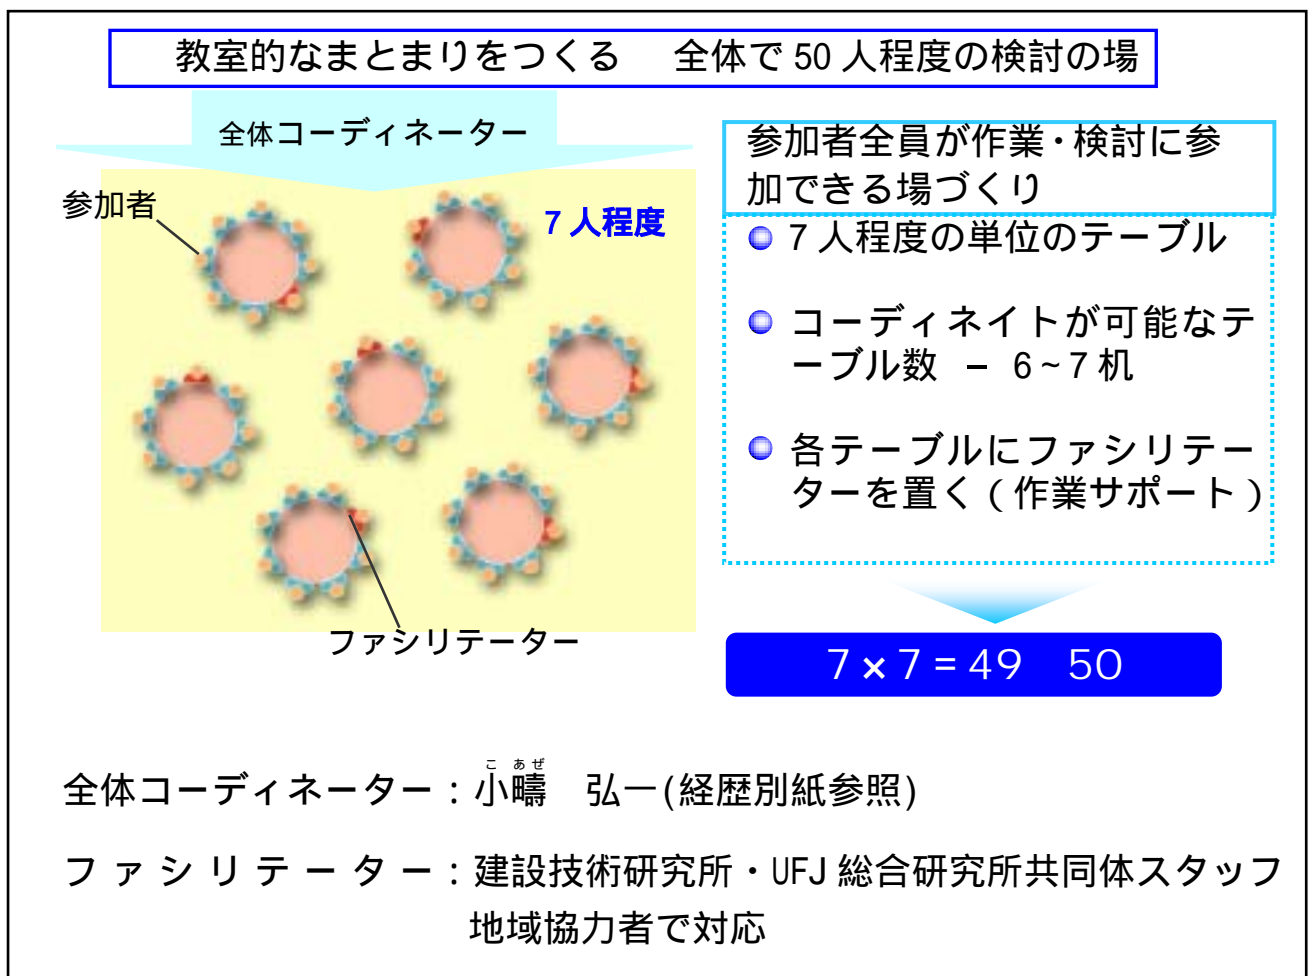 教室的なまとまりをつくる　全体で50人程度の検討の場
全体コーディネーター
参加者
7人程度
ファシリテーター
参加者全員が作業・検討に参
加できる場づくり
7人程度の単位のテーブル
コーディネイトが可能なテ
ーブル数 － 6~7机
各テーブルにファシリテー
ターを置く(作業サポート)
7×7=49　50
こ あぜ
全体コーディネーター：小疇　弘一(経歴別紙参照)
ファシリテーター：建設技術研究所・UFJ総合研究所共同体スタッフ
地域協力者で対応